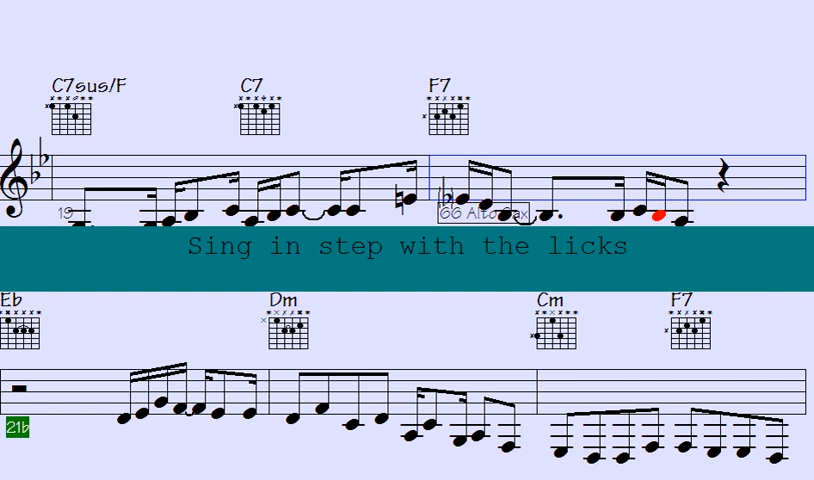 C7sus/F C7 F7
19
66 Alto Sax
Sing in step with the licks
Eb Dm Cm F7
21b